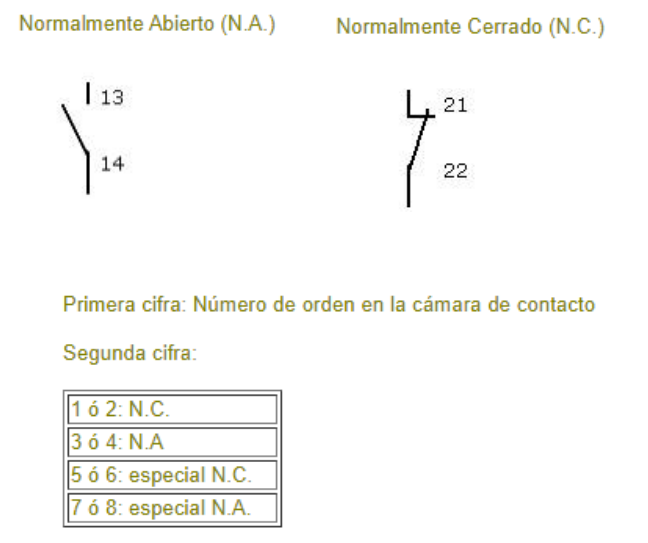 Normalmente Abierto (N.A.)
Normalmente Cerrado (N.C.)
13
14
21
22
Primera cifra: Número de orden en la cámara de contacto
Segunda cifra:
1 ó 2: N.C.
3 ó 4: N.A
5 ó 6: especial N.C.
7 ó 8: especial N.A.